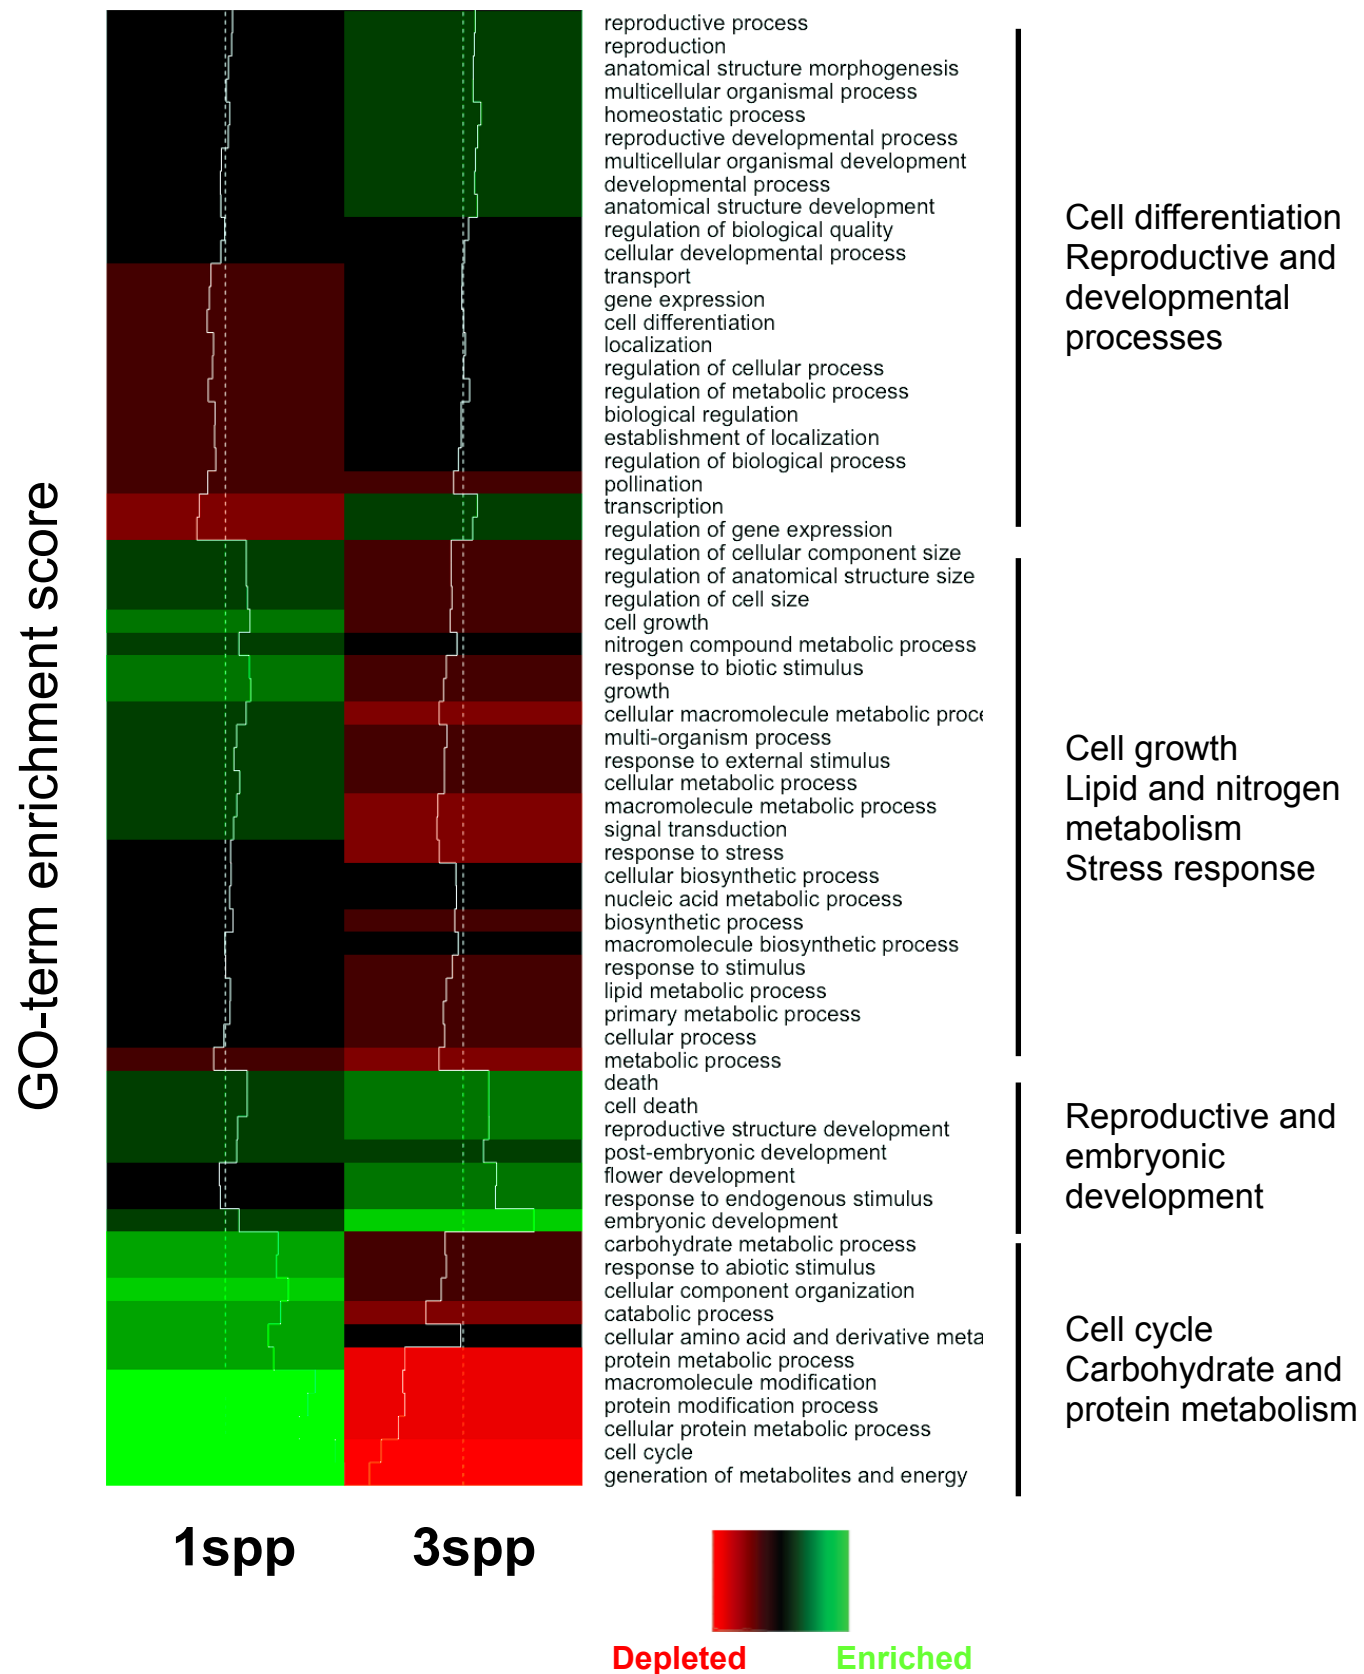 GO-term enrichment score
reproductive process
reproduction
anatomical structure morphogenesis
multicellular organismal process
homeostatic process
reproductive developmental process
multicellular organismal development
developmental process
anatomical structure development
regulation of biological quality
cellular developmental process
transport
gene expression
cell differentiation
localization
regulation of cellular process
regulation of metabolic process
biological regulation
establishment of localization
regulation of biological process
pollination
transcription
regulation of gene expression
regulation of cellular component size
regulation of anatomical structure size
regulation of cell size
cell growth
nitrogen compound metabolic process
response to biotic stimulus
growth
cellular macromolecule metabolic proce
multi-organism process
response to external stimulus
cellular metabolic process
macromolecule metabolic process
signal transduction
response to stress
cellular biosynthetic process
nucleic acid metabolic process
biosynthetic process
macromolecule biosynthetic process
response to stimulus
lipid metabolic process
primary metabolic process
cellular process
metabolic process
death
cell death
reproductive structure development
post-embryonic development
flower development
response to endogenous stimulus
embryonic development
carbohydrate metabolic process
response to abiotic stimulus
cellular component organization
catabolic process
cellular amino acid and derivative meta
protein metabolic process
macromolecule modification
protein modification process
cellular protein metabolic process
cell cycle
generation of metabolites and energy
Cell differentiation
Reproductive and
developmental
processes
Cell growth
Lipid and nitrogen
metabolism
Stress response
Reproductive and
embryonic
development
Cell cycle
Carbohydrate and
protein metabolism
1spp 3spp
Depleted Enriched